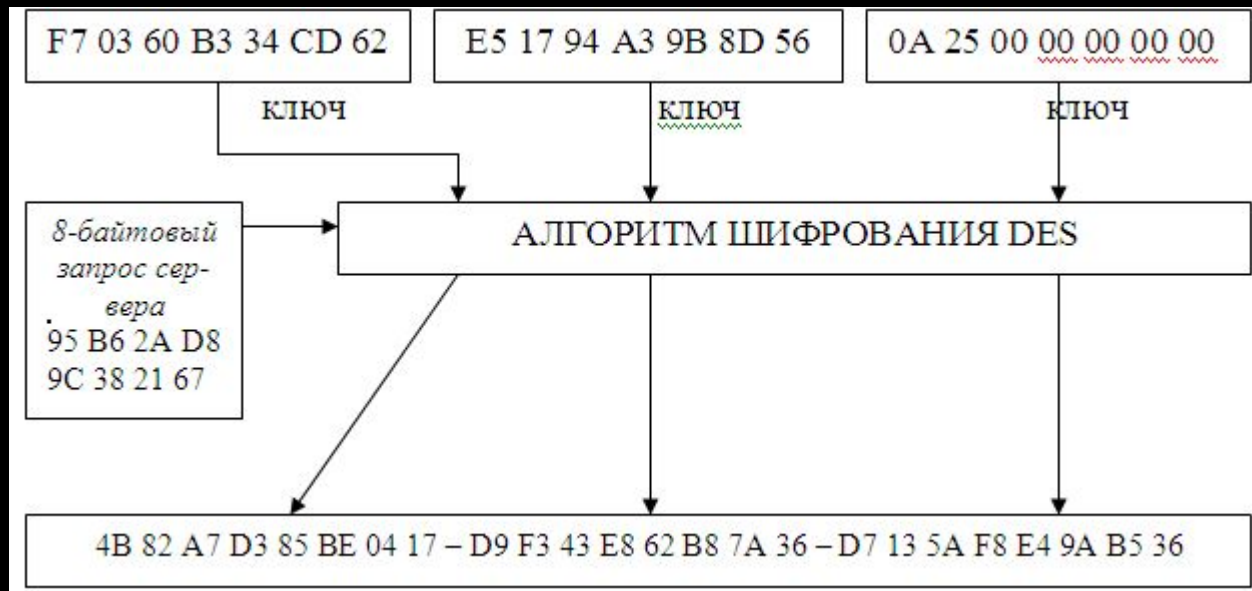 F7 03 60 B3 34 CD 62
E5 17 94 A3 9B 8D 56
0A 25 00 00 00 00 00
ключ
ключ
ключ
8-байтовый
запрос сер-
вера
.
95 B6 2A D8
9C 38 21 67
АЛГОРИТМ ШИФРОВАНИЯ DES
4B 82 A7 D3 85 BE 04 17 – D9 F3 43 E8 62 B8 7A 36 – D7 13 5A F8 E4 9A B5 36